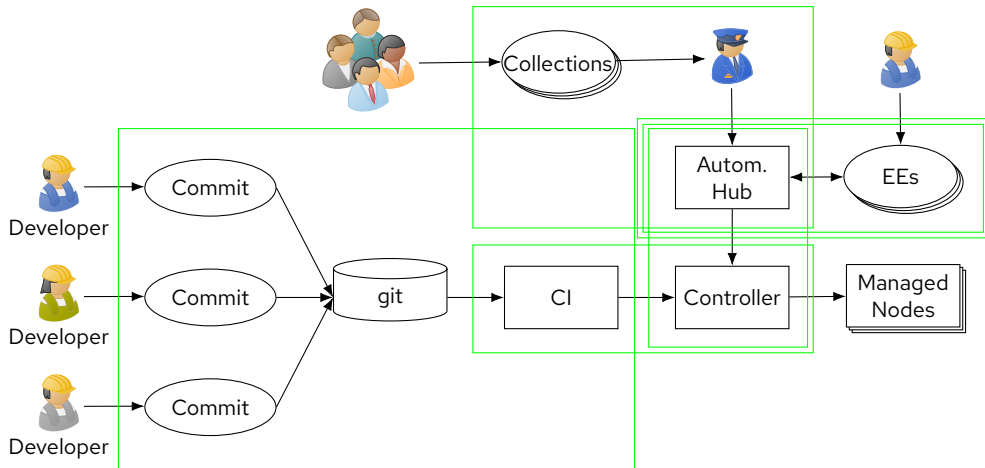 Collections
Autom.
Hub
EEs
Commit
Developer
Commit
git
CI
Controller
Managed
Nodes
Developer
Commit
Developer